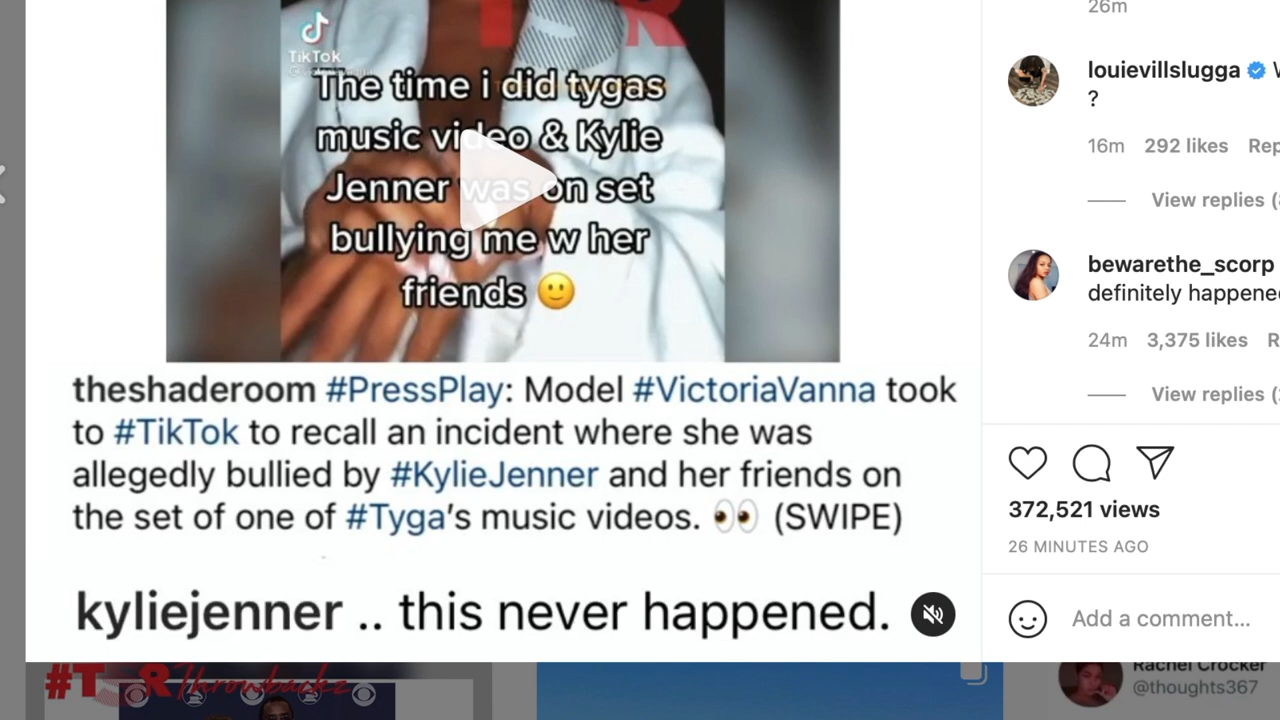 TSR
TikTok
The time i did tygas
music video & Kylie
Jenner was on set
bullying me w her
friends 🙂
theshaderoom #PressPlay: Model #VictoriaVanna took
to #TikTok to recall an incident where she was
allegedly bullied by #KylieJenner and her friends on
the set of one of #Tyga's music videos. 👀 (SWIPE)
kyliejenner .. this never happened.
#TSR Throwbackz
26m
louievillslugga
?
16m 292 likes
View replies
bewarethe_scorp
definitely
24m 3,375 likes
View replies
372,521 views
26 MINUTES AGO
Add a comment...
Rachel Crocker
@thoughts367